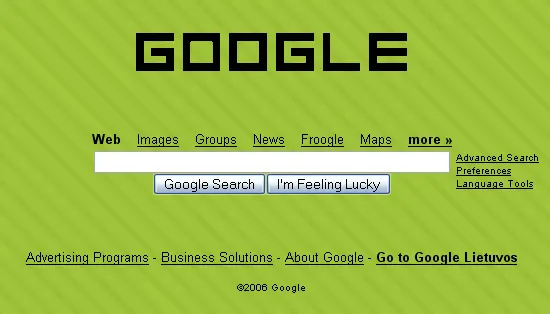 GOOGLE
Web Images Groups News Froogle Maps more »
Advanced Search
Preferences
Language Tools
Google Search I'm Feeling Lucky
Advertising Programs - Business Solutions - About Google - Go to Google Lietuvos
©2006 Google